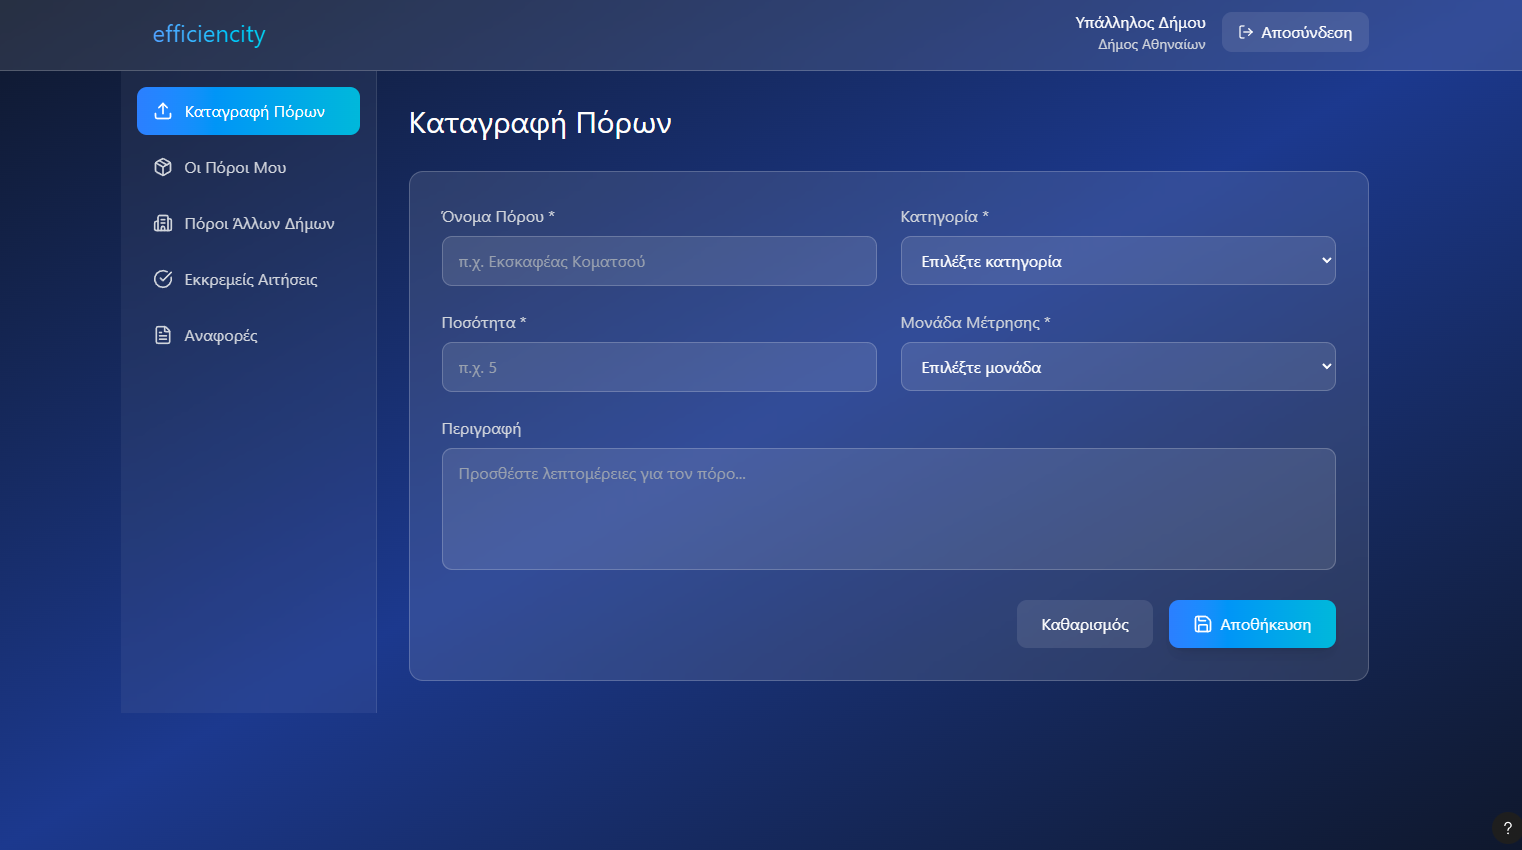 efficiencity
Υπάλληλος Δήμου
Δήμος Αθηναίων
Αποσύνδεση
Καταγραφή Πόρων
Οι Πόροι Μου
Πόροι Άλλων Δήμων
Εκκρεμείς Αιτήσεις
Αναφορές
Καταγραφή Πόρων
Όνομα Πόρου *
π.χ. Εκσκαφέας Κοματσού
Κατηγορία *
Επιλέξτε κατηγορία
Ποσότητα *
π.χ. 5
Μονάδα Μέτρησης *
Επιλέξτε μονάδα
Περιγραφή
Προσθέστε λεπτομέρειες για τον πόρο...
Καθαρισμός
Αποθήκευση
?